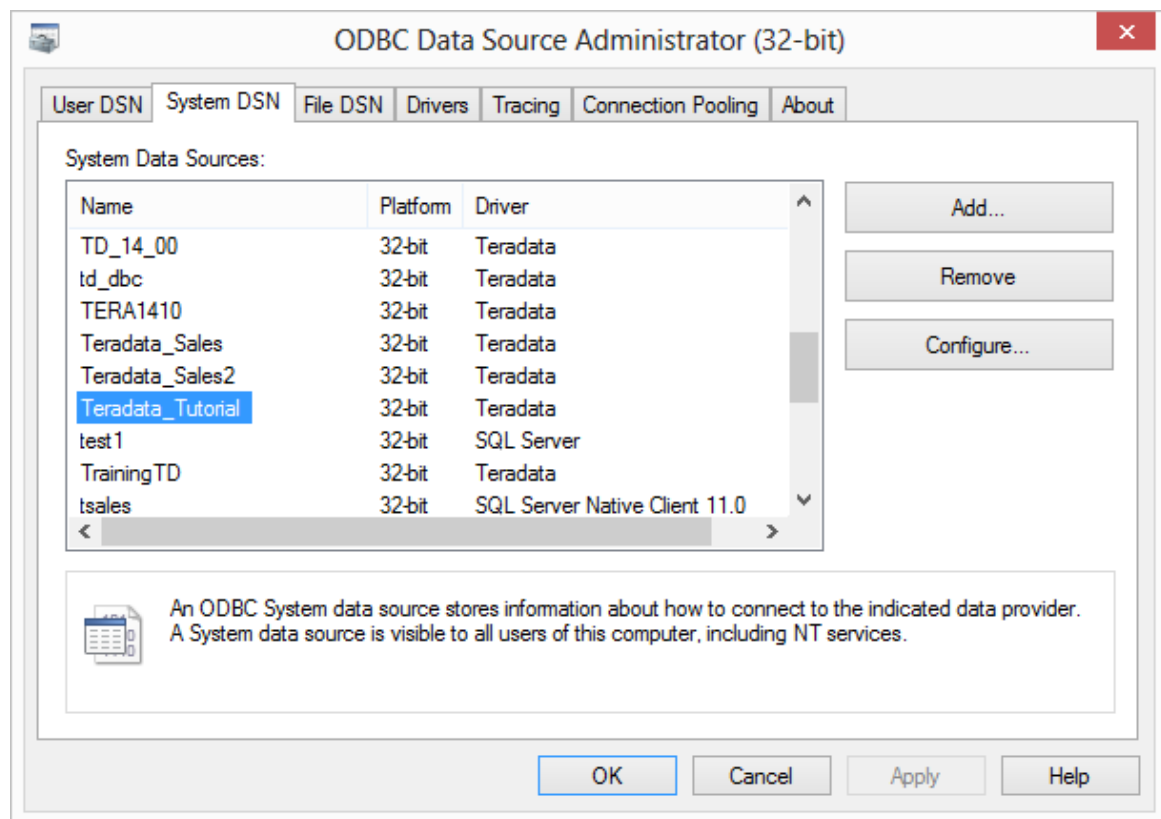 ODBC Data Source Administrator (32-bit)
User DSN System DSN File DSN Drivers Tracing Connection Pooling About
System Data Sources:
Name Platform Driver
TD_14_00 32-bit Teradata
td_dbc 32-bit Teradata
TERA1410 32-bit Teradata
Teradata_Sales 32-bit Teradata
Teradata_Sales2 32-bit Teradata
Teradata_Tutorial 32-bit Teradata
test1 32-bit SQL Server
TrainingTD 32-bit Teradata
tsales 32-bit SQL Server Native Client 11.0
Add...
Remove
Configure...
An ODBC System data source stores information about how to connect to the indicated data provider.
A System data source is visible to all users of this computer, including NT services.
OK Cancel Apply Help